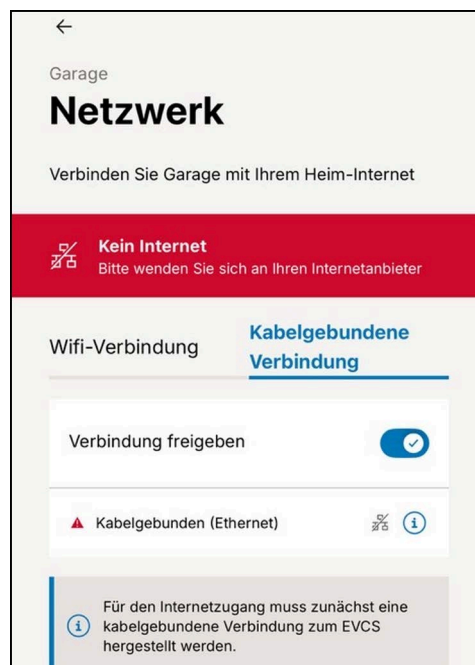 Garage
Netzwerk
Verbinden Sie Garage mit Ihrem Heim-Internet
Kein Internet
Bitte wenden Sie sich an Ihren Internetanbieter
Wifi-Verbindung
Kabelgebundene
Verbindung
Verbindung freigeben
Kabelgebunden (Ethernet)
Für den Internetzugang muss zunächst eine
kabelgebundene Verbindung zum EVCS
hergestellt werden.